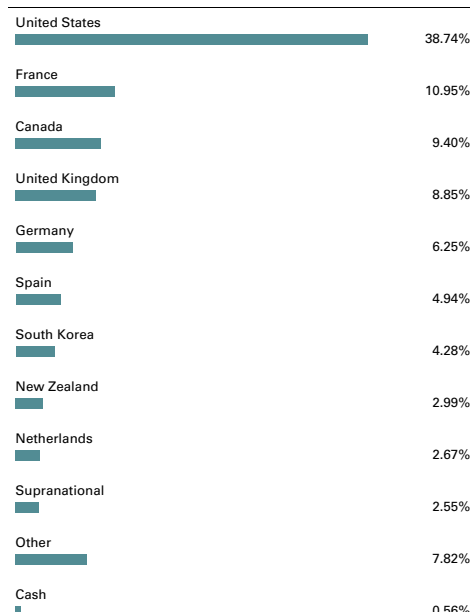 United States
38.74%
France
10.95%
Canada
9.40%
United Kingdom
8.85%
Germany
6.25%
Spain
4.94%
South Korea
4.28%
New Zealand
2.99%
Netherlands
2.67%
Supranational
2.55%
Other
7.82%
Cash
0.56%